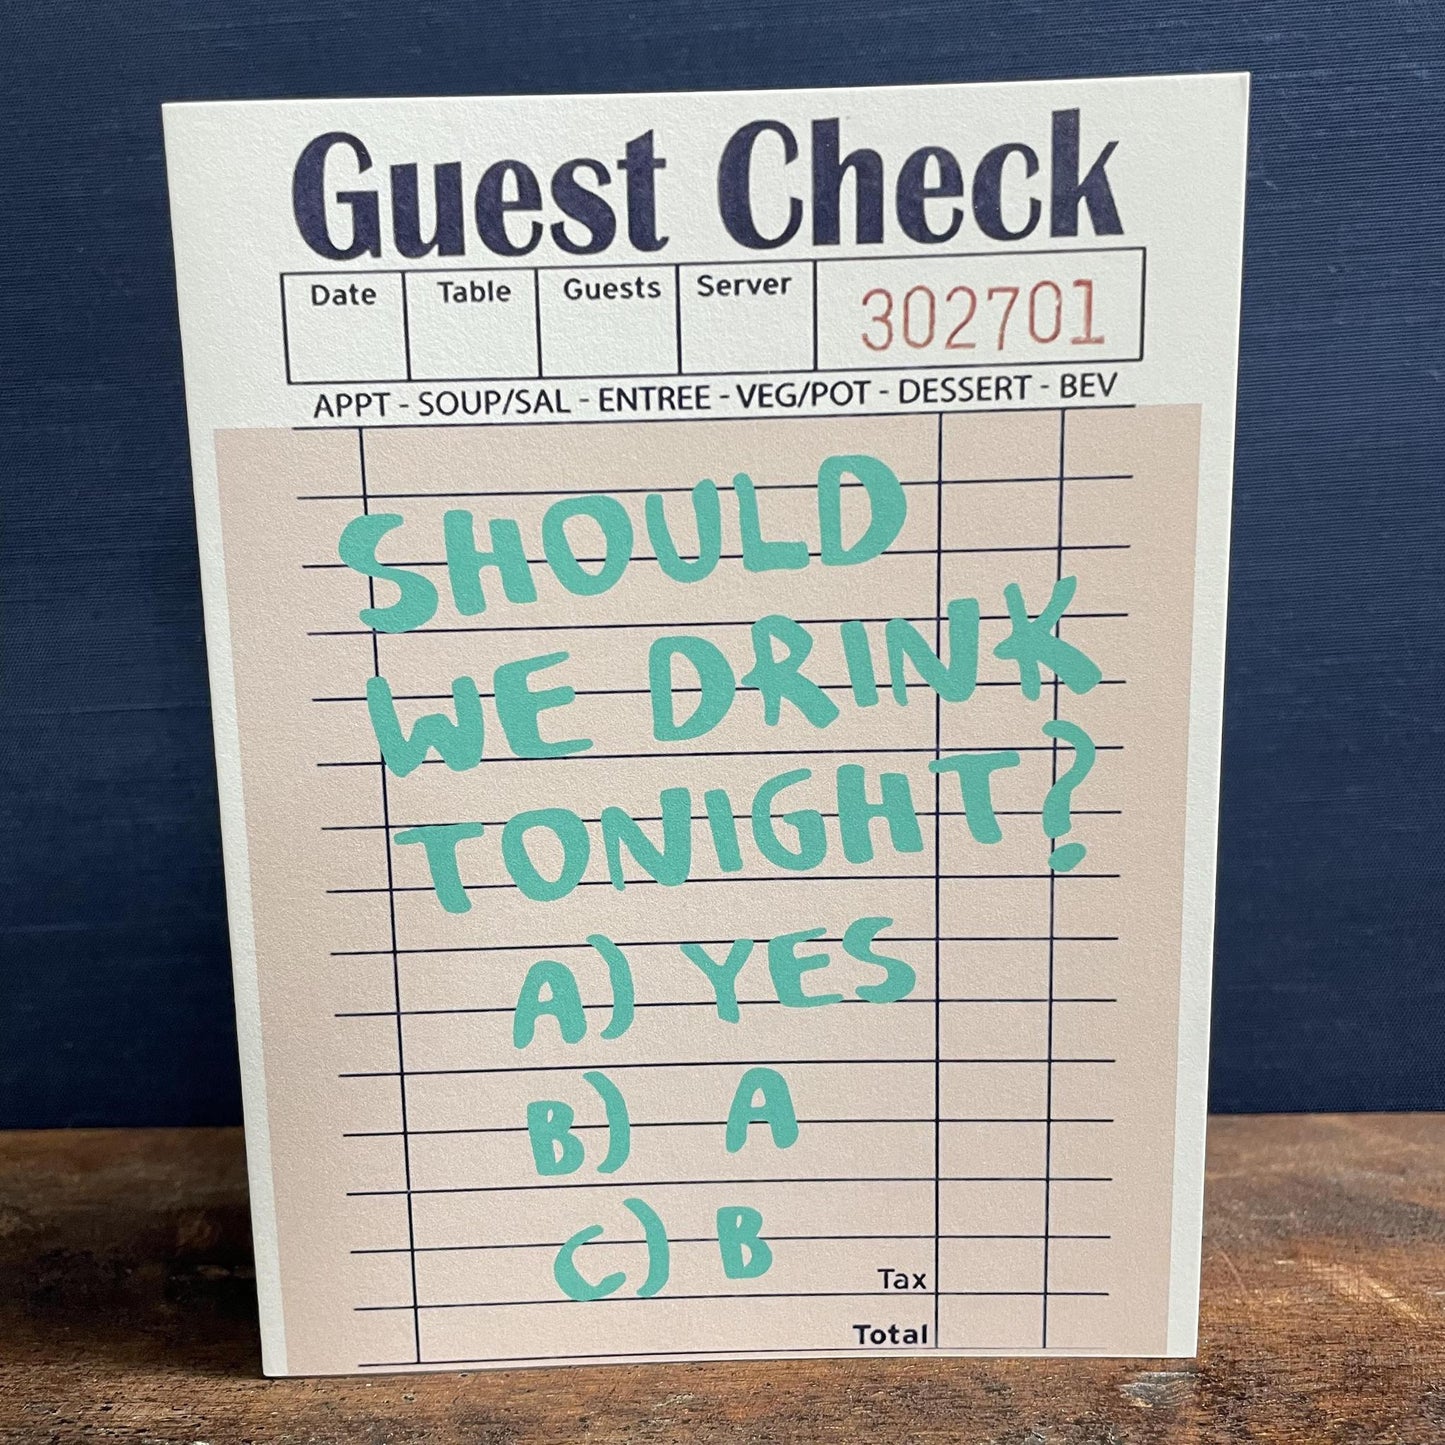 Guest Check
Date Table Guests Server 302701
APPT - SOUP/SAL - ENTREE - VEG/POT - DESSERT - BEV
SHOULD
WE DRINK
TONIGHT?
A) YES
B) A
C) B
Tax
Total